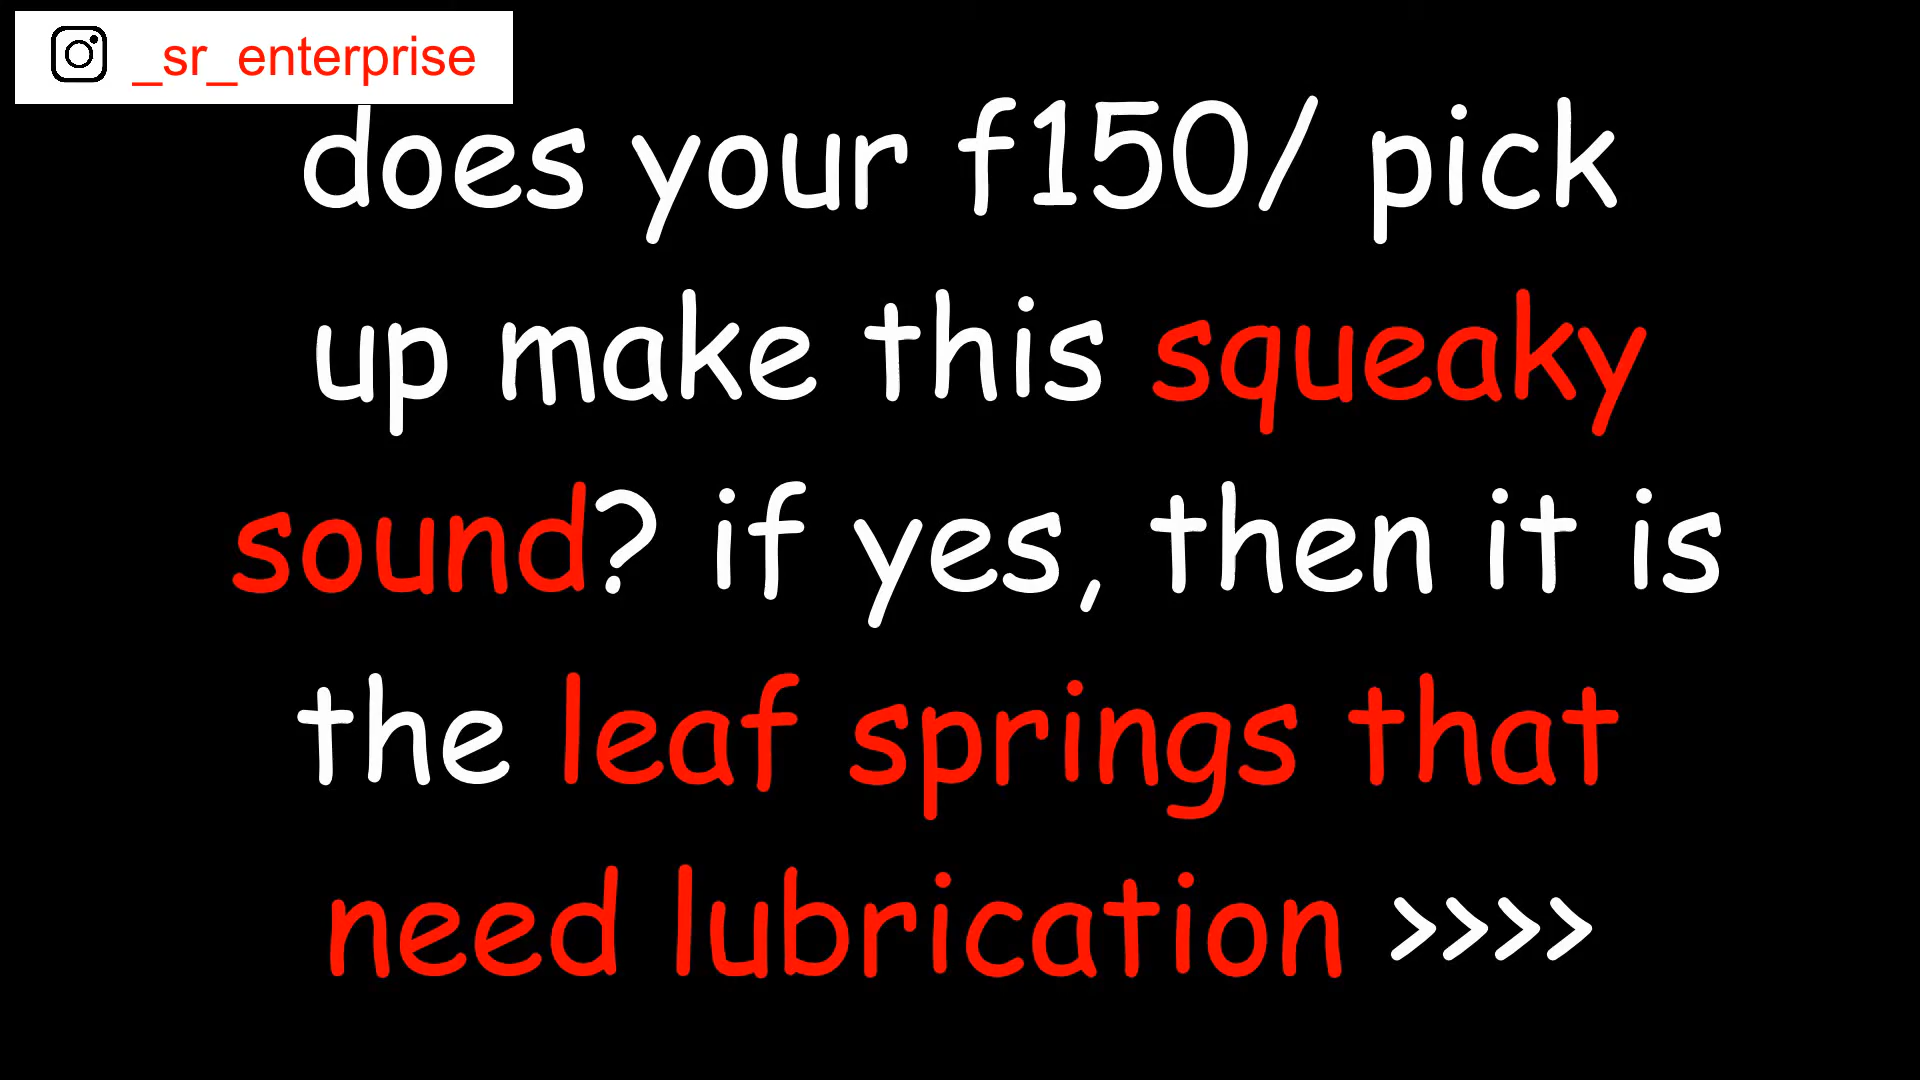 _sr_enterprise
does your f150/ pick
up make this squeaky
sound? if yes, then it is
the leaf springs that
need lubrication >>>>